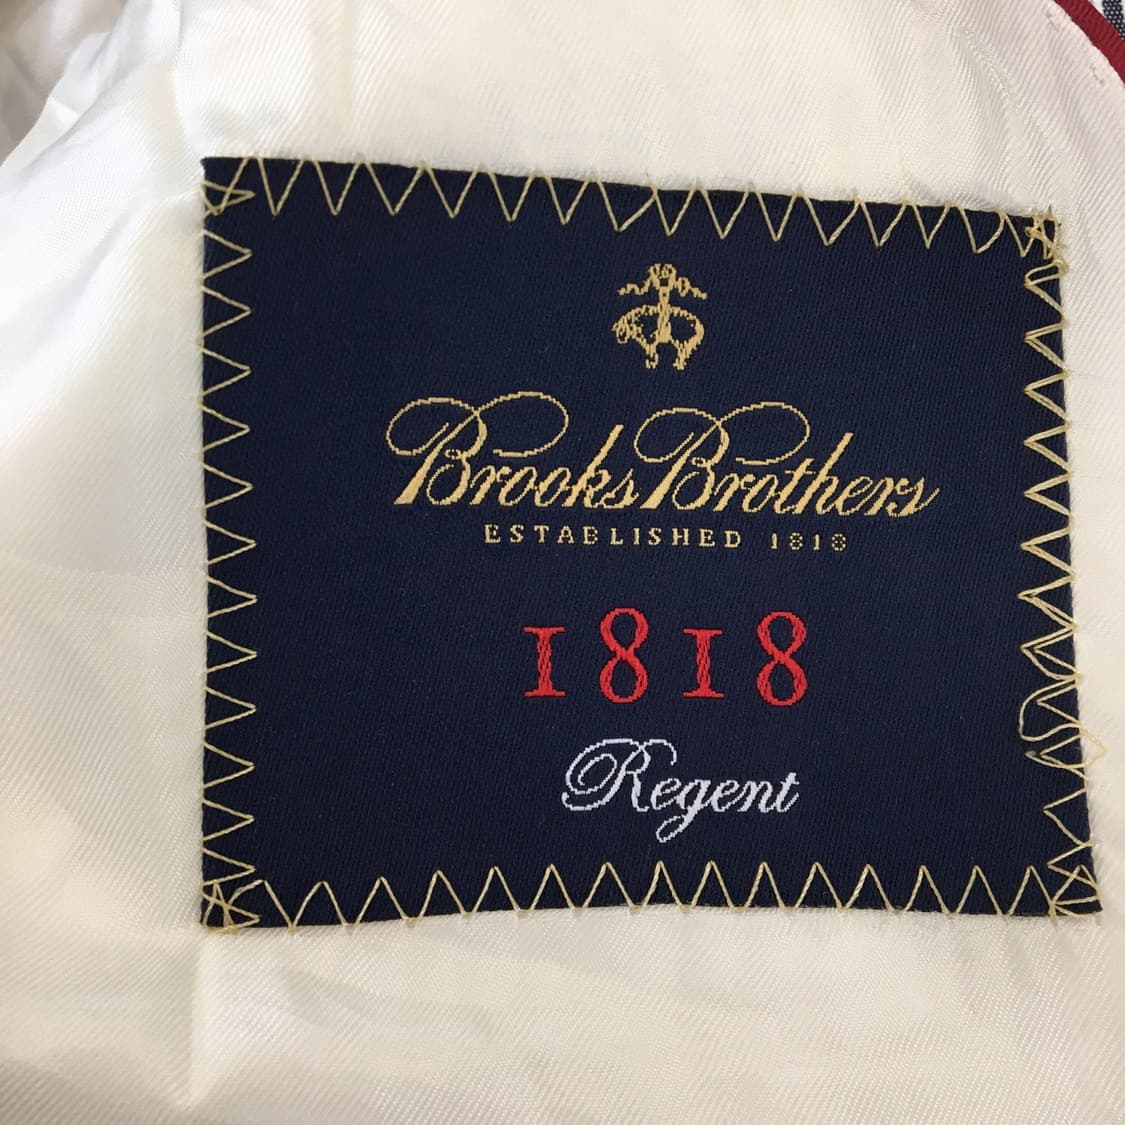 Brooks Brothers
ESTABLISHED 1818
1818
Regent